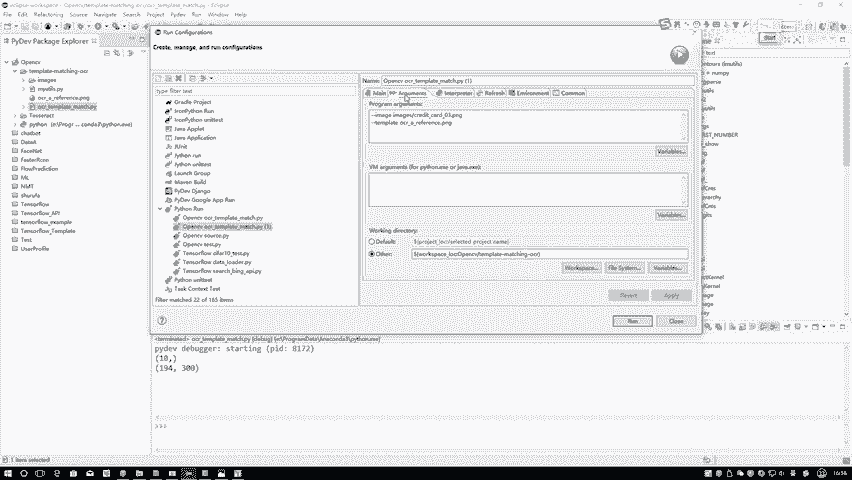 File Edit Refactoring Source Navigate Search Project Pydev Run Window Help
PyDev Package Explorer
Opencv
template-matching-ocr
images
myutils.py
ocr_a_reference.png
ocr_template_match.py
Tesseract
chatbot
DataA
FaceNet
FasterRcnn
FlowPrediction
ML
NMT
shurufa
Tensorflow
Tensorflow_API
tensorflow_example
Tensorflow_Template
Test
UserProfile
Run Configurations
Create, manage, and run configurations
type filter text
Gradle Project
IronPython Run
IronPython unittest
Java Applet
Java Application
JUnit
Jython run
Jython unittest
Launch Group
Maven Build
PyDev Django
PyDev Google App Run
Python Run
Opencv ocr_template_match.py
Opencv ocr_template_match.py (1)
Opencv source.py
Opencv test.py
Tensorflow cifar10_test.py
Tensorflow data_loader.py
Tensorflow search_bing_api.py
Python unittest
Task Context Test
Filter matched 22 of 185 items
Name: Opencv ocr_template_match.py (1)
Main Arguments Interpreter Refresh Environment Common
Program arguments:
--image images/credit_card_03.png
--template ocr_a_reference.png
Variables...
VM arguments (for python.exe or java.exe):
Variables...
Working directory:
Default: ${project_loc:/selected project name}
Other: ${workspace_loc:Opencv/template-matching-ocr}
Workspace... File System... Variables...
Revert Apply
Run Close
Start
<terminated> ocr_template_match.py [debug] [e:\ProgramData\Anaconda3\python.exe]
pydev debugger: starting (pid: 8172)
(10,)
(194, 300)
>>>
1 items selected
16:56